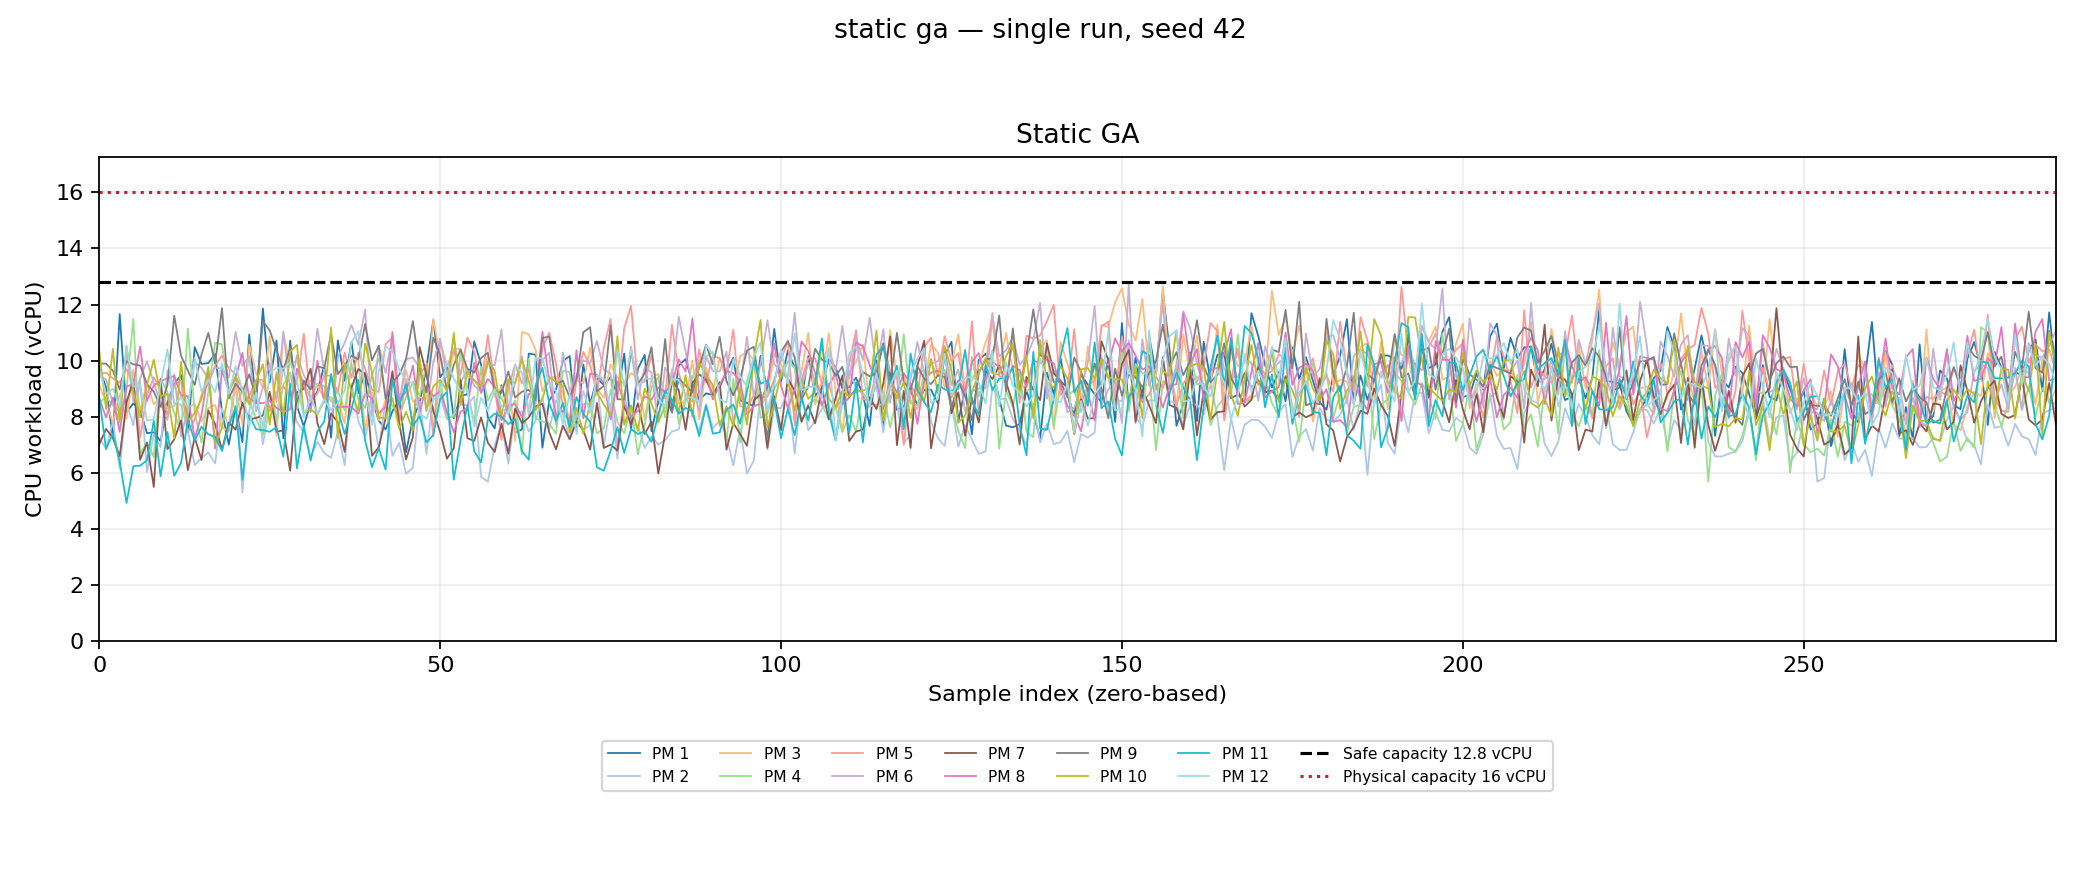 static ga — single run, seed 42
Static GA
CPU workload (vCPU)
16
14
12
10
8
6
4
2
0
0 50 100 150 200 250
Sample index (zero-based)
PM 1 PM 3 PM 5 PM 7 PM 9 PM 11 Safe capacity 12.8 vCPU
PM 2 PM 4 PM 6 PM 8 PM 10 PM 12 Physical capacity 16 vCPU